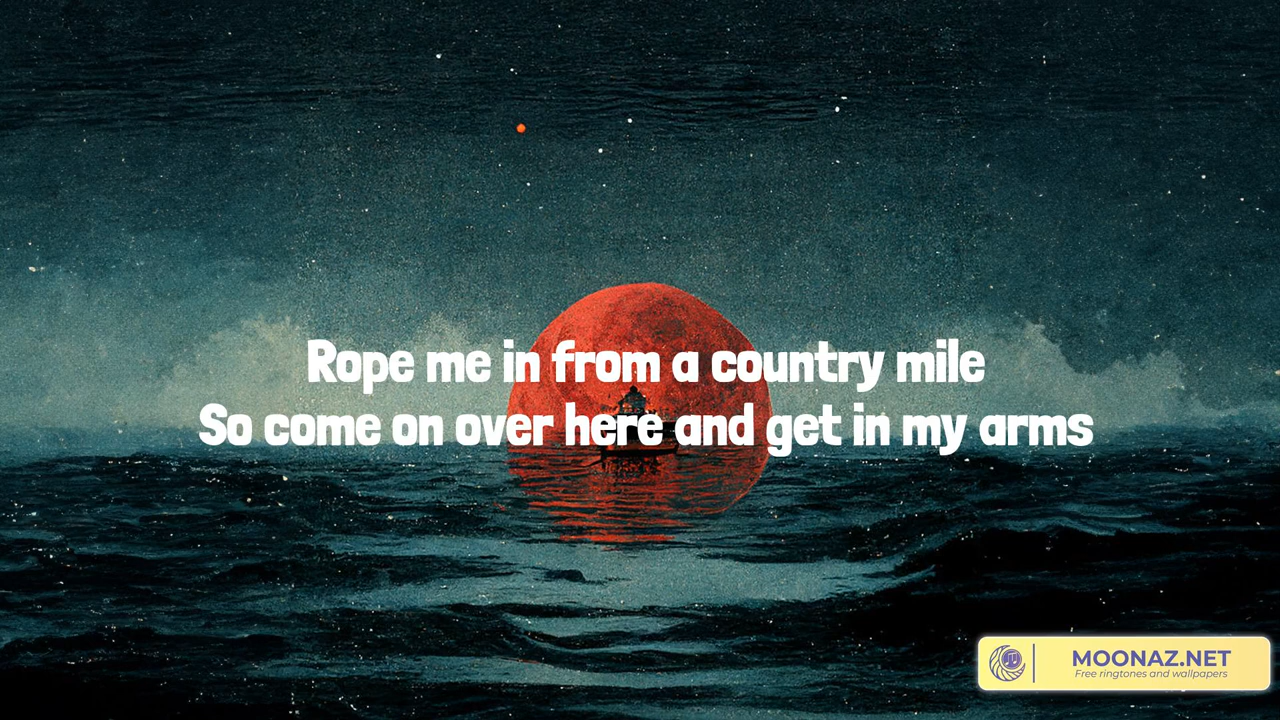 Rope me in from a country mile
So come on over here and get in my arms
MOONAZ.NET
Free ringtones and wallpapers